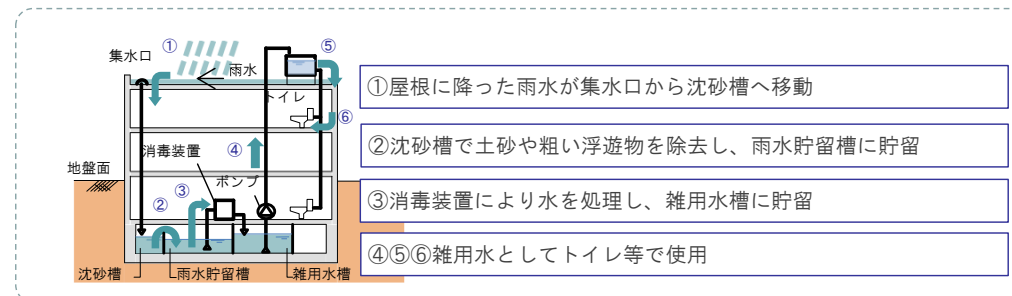 集水口
①
雨水
⑤
トイレ
⑥
消毒装置
④
地盤面
③
ポンプ
②
沈砂槽
雨水貯留槽
雑用水槽
①屋根に降った雨水が集水口から沈砂槽へ移動
②沈砂槽で土砂や粗い浮遊物を除去し、雨水貯留槽に貯留
③消毒装置により水を処理し、雑用水槽に貯留
④⑤⑥雑用水としてトイレ等で使用